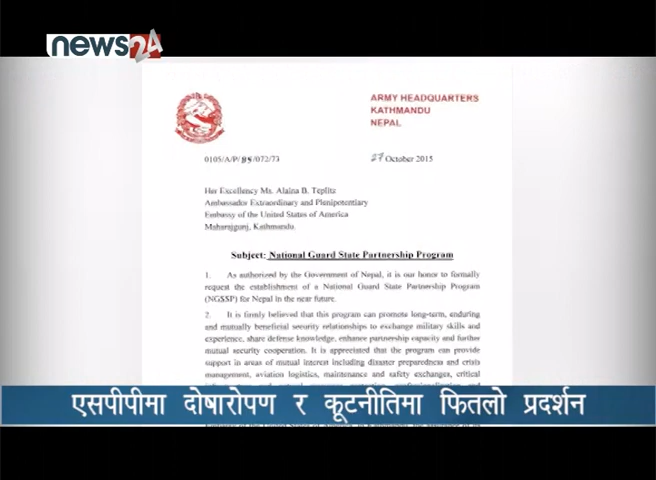 news24
ARMY HEADQUARTERS
KATHMANDU
NEPAL
0105/A/P/
/072/73
27 October 2015
Her Excellency Ms. Alaina B. Teplitz
Ambassador Extraordinary and Plenipotentiary
Embassy of the United States of America
Maharajgunj, Kathmandu.
Subject: National Guard State Partnership Program
1. As authorized by the Government of Nepal, it is our honor to formally
request the establishment of a National Guard State Partnership Program
(NGSSP) for Nepal in the near future.
2. It is firmly believed that this program can promote long-term, enduring
and mutually beneficial security relationships to exchange military skills and
experience, share defense knowledge, enhance partnership capacity and further
mutual security cooperation. It is appreciated that the program can provide
support in areas of mutual interest including disaster preparedness and crisis
management, aviation logistics, maintenance and safety exchanges, critical
एसपीपीमा दोषारोपण र कूटनीतिमा फितलो प्रदर्शन